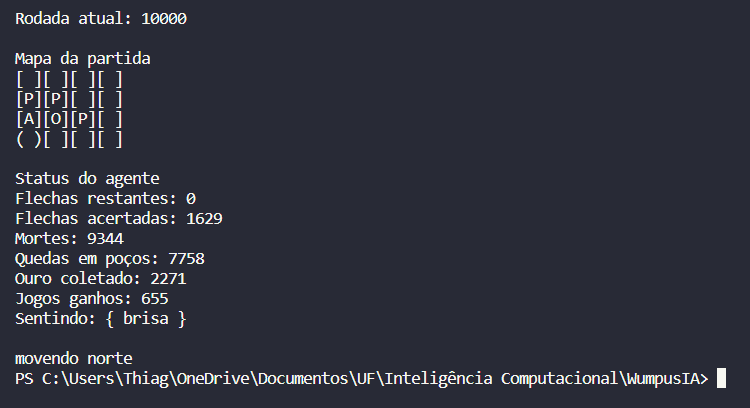 Rodada atual: 10000
Mapa da partida
[ ][ ][ ][ ]
[P][P][ ][ ]
[A][O][P][ ]
( )[ ][ ][ ]
Status do agente
Flechas restantes: 0
Flechas acertadas: 1629
Mortes: 9344
Quedas em poços: 7758
Ouro coletado: 2271
Jogos ganhos: 655
Sentindo: { brisa }
movendo norte
PS C:\Users\Thiag\OneDrive\Documentos\UF\Inteligência Computacional\WumpusIA>